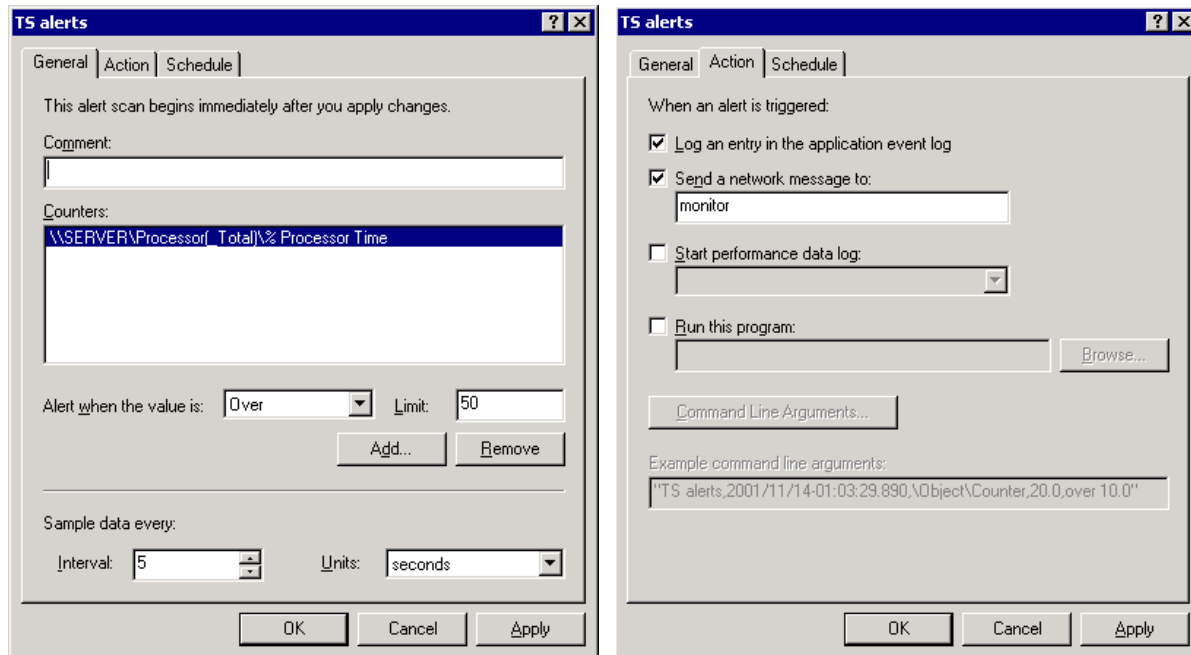 TS alerts
General Action Schedule
This alert scan begins immediately after you apply changes.
Comment:
Counters:
\\SERVER\Processor(_Total)\% Processor Time
Alert when the value is: Over Limit: 50
Add... Remove
Sample data every:
Interval: 5 Units: seconds
OK Cancel Apply
TS alerts
General Action Schedule
When an alert is triggered:
Log an entry in the application event log
Send a network message to:
monitor
Start performance data log:
Run this program:
Browse...
Command Line Arguments...
Example command line arguments:
"TS alerts,2001/11/14-01:03:29.890,\Object\Counter,20.0,over 10.0"
OK Cancel Apply